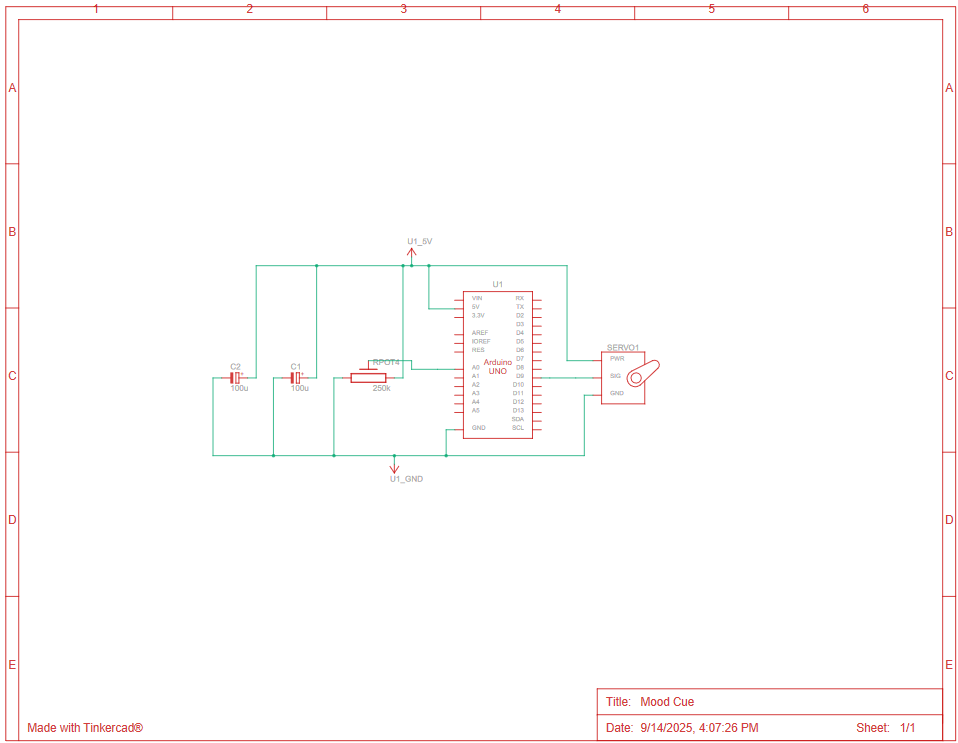 1 2 3 4 5 6
A A
B B
U1_5V
U1
VIN RX
5V TX
3.3V D2
D3
AREF D4
IOREF D5
RES D6
D7
Arduino
UNO
A0 D8
A1 D9
A2 D10
A3 D11
A4 D12
A5 D13
SDA
GND SCL
SERVO1
PWR
SIG
GND
C C
C2
+
100u
C1
+
100u
RPOT4
250k
U1_GND
D D
E E
Title: Mood Cue
Made with Tinkercad®
Date: 9/14/2025, 4:07:26 PM Sheet: 1/1